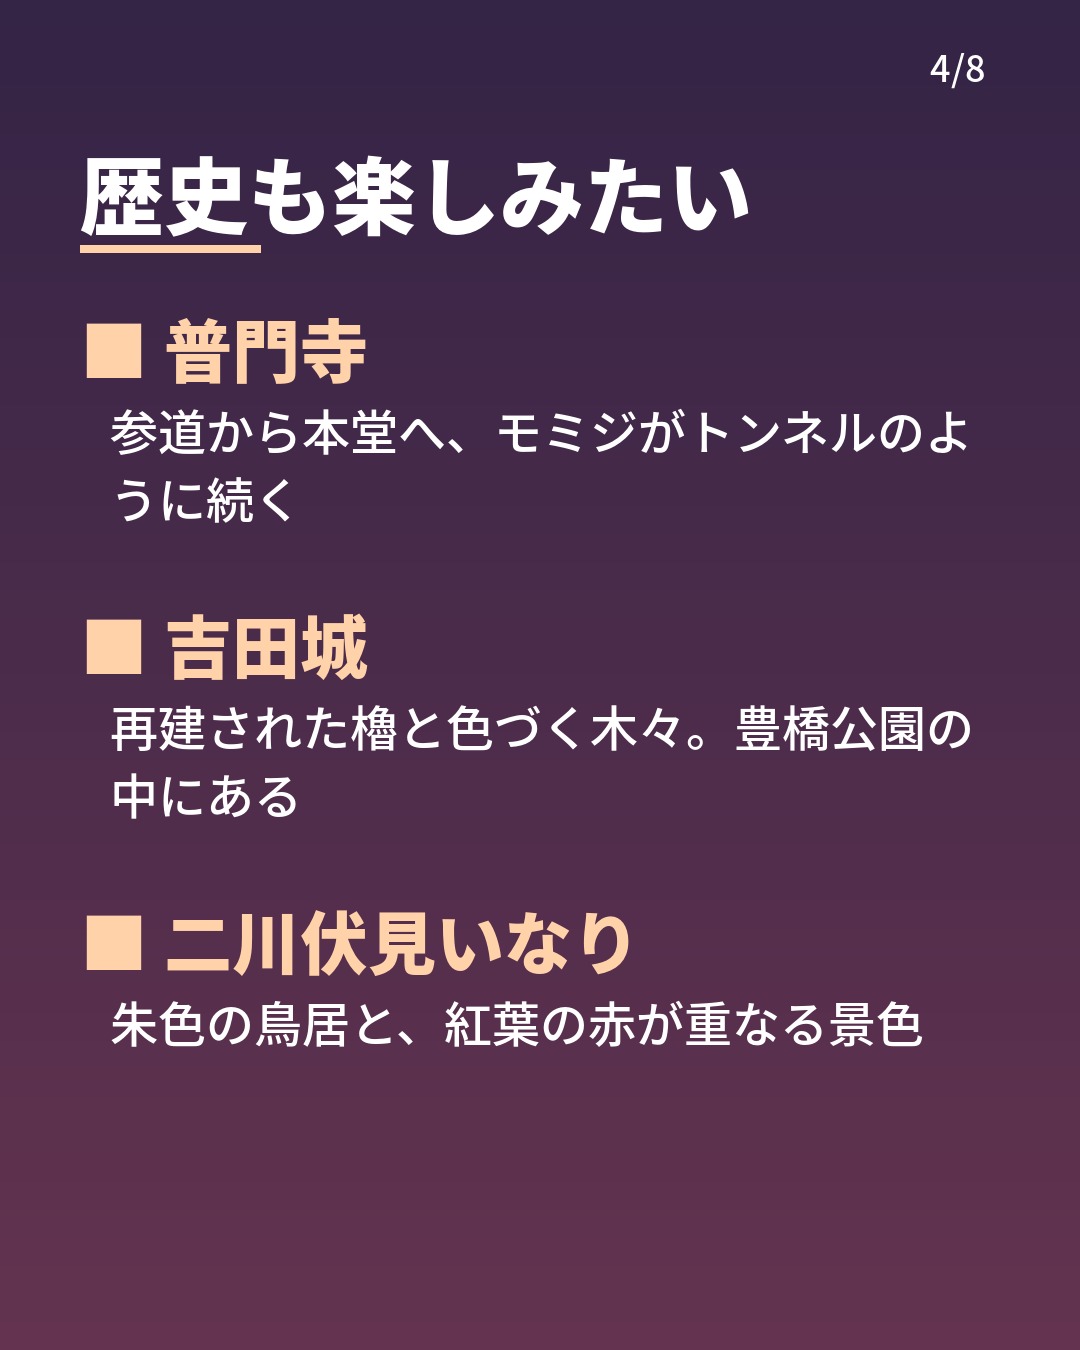 4/8
歴史も楽しみたい
■ 普門寺
参道から本堂へ、モミジがトンネルのよ
うに続く
■ 吉田城
再建された櫓と色づく木々。豊橋公園の
中にある
■ 二川伏見いなり
朱色の鳥居と、紅葉の赤が重なる景色